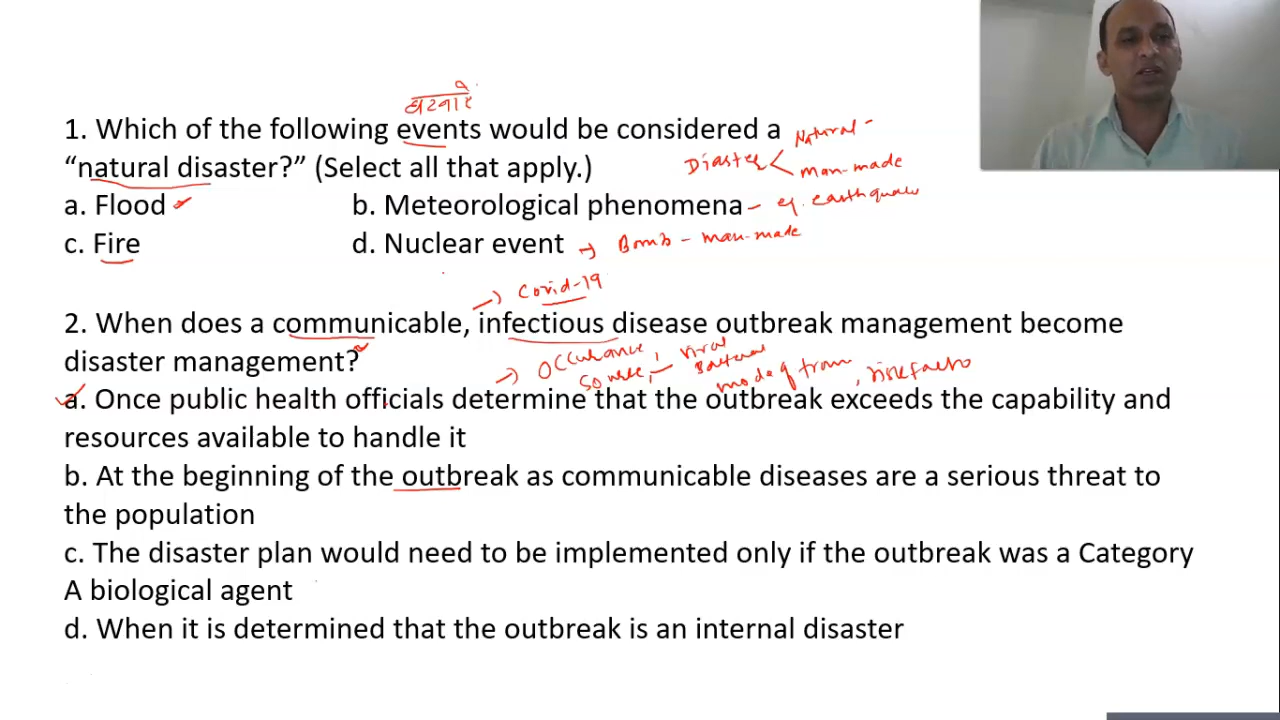 घटनाएं
1. Which of the following events would be considered a
Natural -
“natural disaster?” (Select all that apply.)
Diaster < man-made
a. Flood b. Meteorological phenomena - eg. earthquake
c. Fire d. Nuclear event → Bomb - man-made
→ Covid-19
2. When does a communicable, infectious disease outbreak management become
disaster management?
→ Occurance, viral
source, - Bacterial
mode of tran, risk factors
a. Once public health officials determine that the outbreak exceeds the capability and
resources available to handle it
b. At the beginning of the outbreak as communicable diseases are a serious threat to
the population
c. The disaster plan would need to be implemented only if the outbreak was a Category
A biological agent
d. When it is determined that the outbreak is an internal disaster